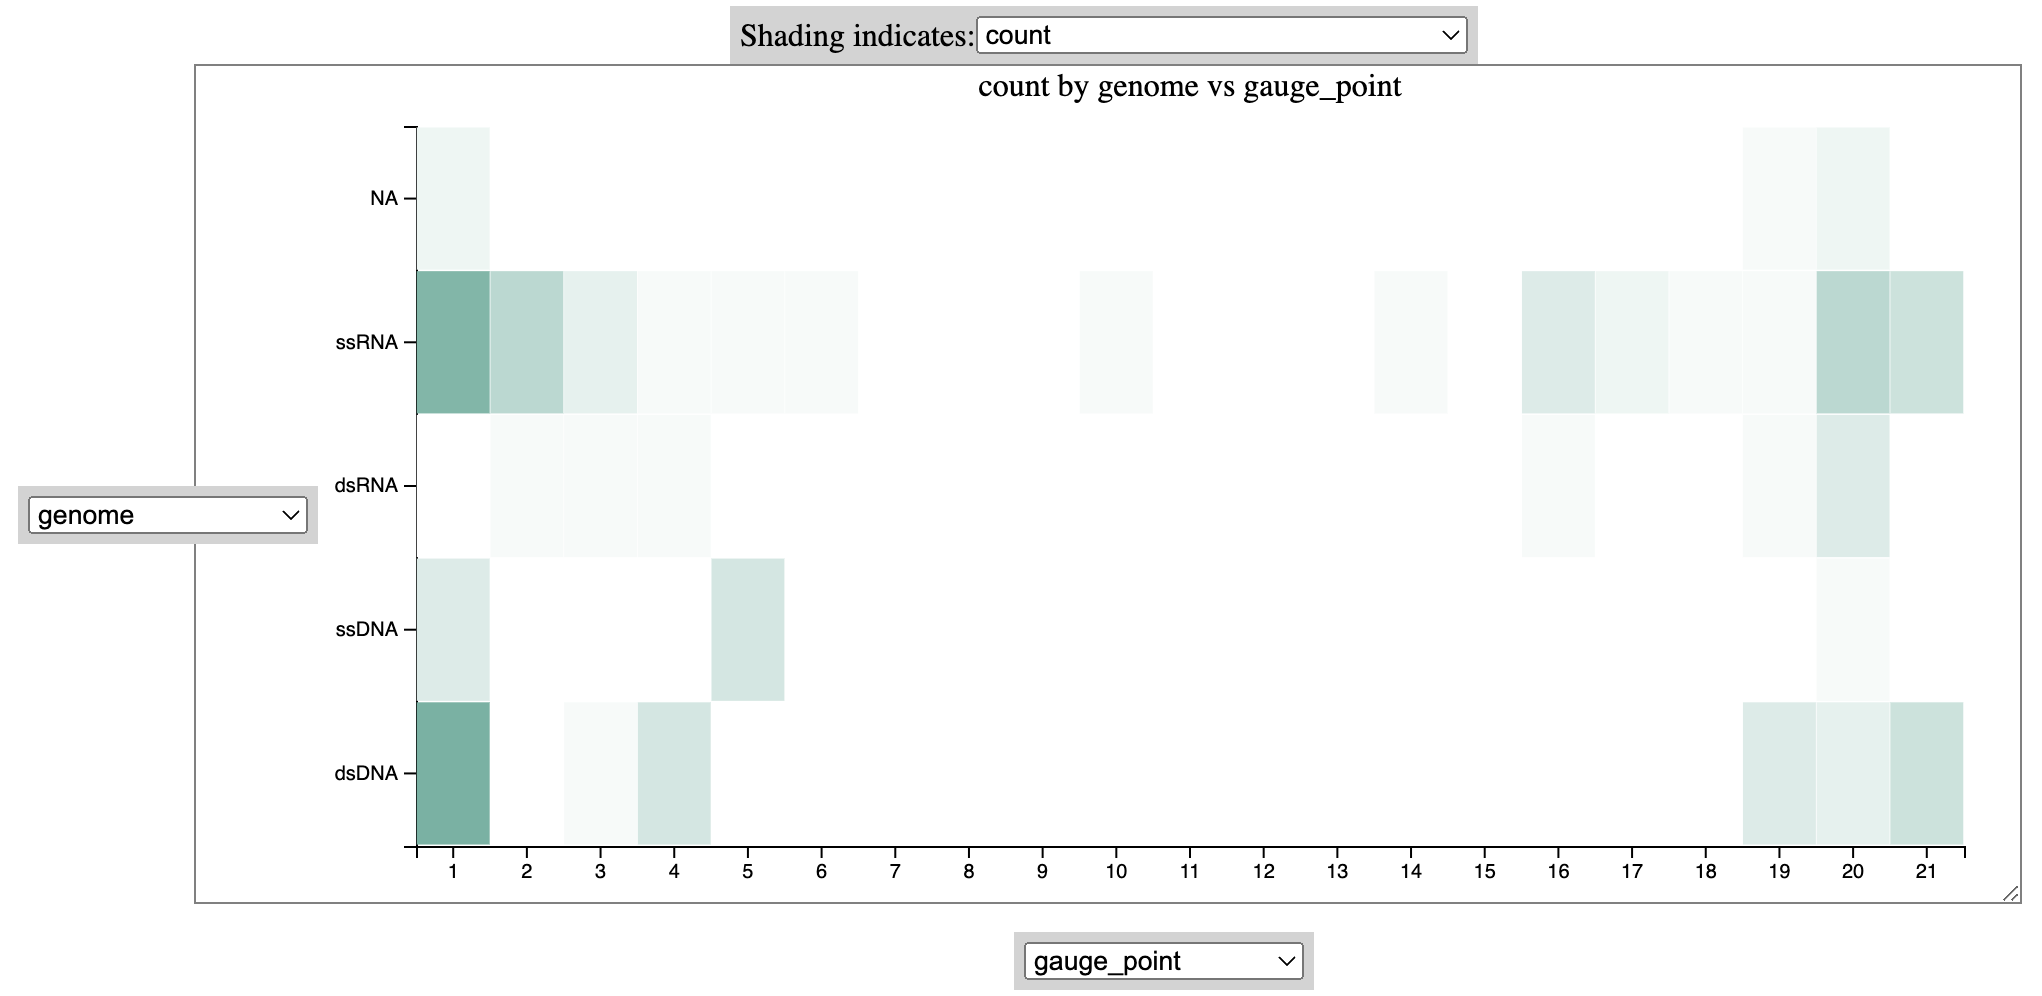 Shading indicates: count
count by genome vs gauge_point
NA
ssRNA
dsRNA
genome
ssDNA
dsDNA
1 2 3 4 5 6 7 8 9 10 11 12 13 14 15 16 17 18 19 20 21
gauge_point